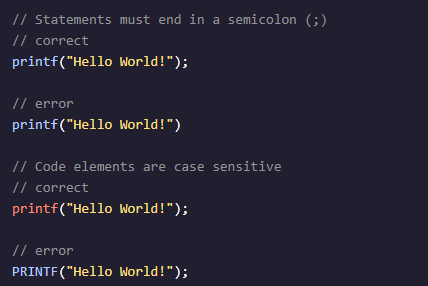 // Statements must end in a semicolon (;)
// correct
printf("Hello World!");
// error
printf("Hello World!")
// Code elements are case sensitive
// correct
printf("Hello World!");
// error
PRINTF("Hello World!");